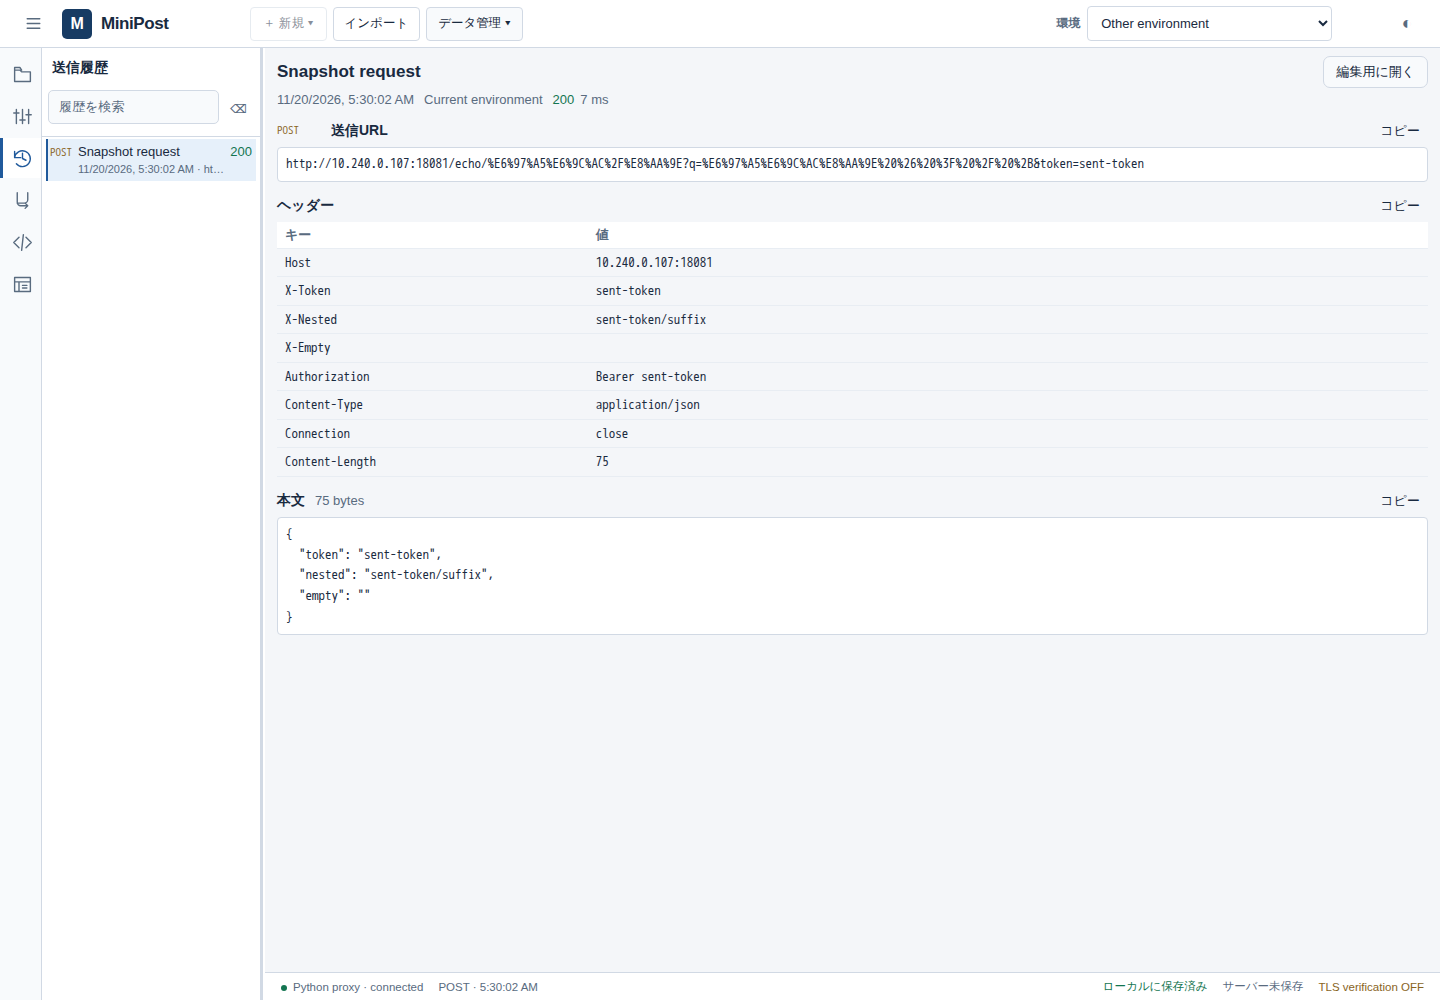 M MiniPost ＋ 新規 ▾ インポート データ管理 ▾ 環境 Other environment
送信履歴
履歴を検索
POST Snapshot request 200
11/20/2026, 5:30:02 AM · ht…
Snapshot request 編集用に開く
11/20/2026, 5:30:02 AM Current environment 200 7 ms
POST 送信URL コピー
http://10.240.0.107:18081/echo/%E6%97%A5%E6%9C%AC%2F%E8%AA%9E?q=%E6%97%A5%E6%9C%AC%E8%AA%9E%20%26%20%3F%20%2F%20%2B&token=sent-token
ヘッダー コピー
キー 値
Host 10.240.0.107:18081
X-Token sent-token
X-Nested sent-token/suffix
X-Empty
Authorization Bearer sent-token
Content-Type application/json
Connection close
Content-Length 75
本文 75 bytes コピー
{
"token": "sent-token",
"nested": "sent-token/suffix",
"empty": ""
}
Python proxy · connected POST · 5:30:02 AM ローカルに保存済み サーバー未保存 TLS verification OFF